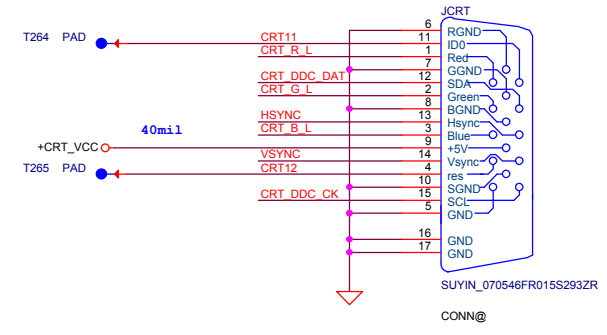 JCRT
6 RGND
T264 PAD CRT11 11 ID0
CRT_R_L 1 Red
7 GGND
CRT_DDC_DAT 12 SDA
CRT_G_L 2 Green
8 BGND
HSYNC 13 Hsync
40mil CRT_B_L 3 Blue
+CRT_VCC 9 +5V
VSYNC 14 Vsync
T265 PAD CRT12 4 res
10 SGND
CRT_DDC_CK 15 SCL
5 GND
16 GND
17 GND
SUYIN_070546FR015S293ZR
CONN@